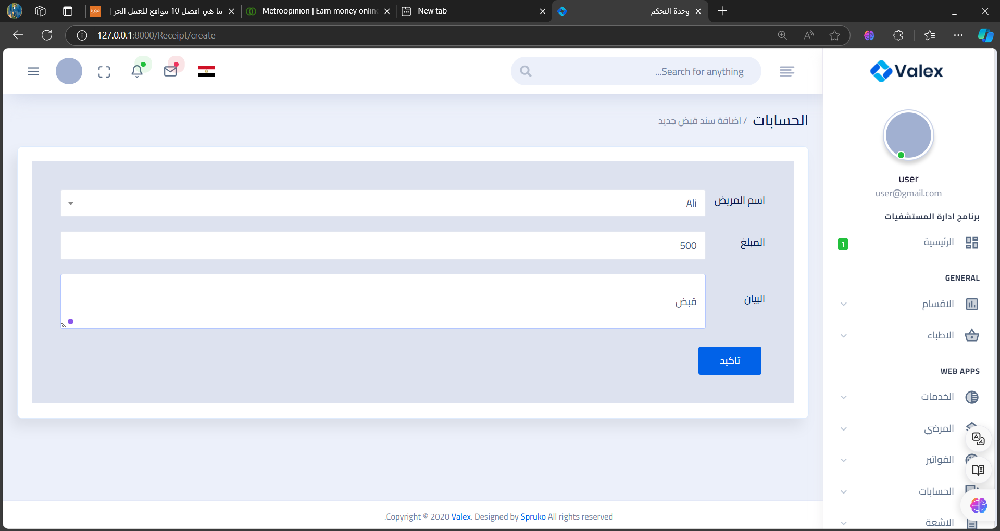 ما هي افضل 10 مواقع للعمل الحر |
Metroopinion | Earn money online
New tab
وحدة التحكم
127.0.0.1:8000/Receipt/create
Search for anything...
Valex
الحسابات / اضافة سند قبض جديد
اسم المريض
Ali
المبلغ
500
البيان
قبض
تاكيد
user
user@gmail.com
برنامج ادارة المستشفيات
الرئيسية
1
GENERAL
الاقسام
الاطباء
WEB APPS
الخدمات
المرضي
الفواتير
الحسابات
الاشعة
Copyright © 2020 Valex. Designed by Spruko All rights reserved.